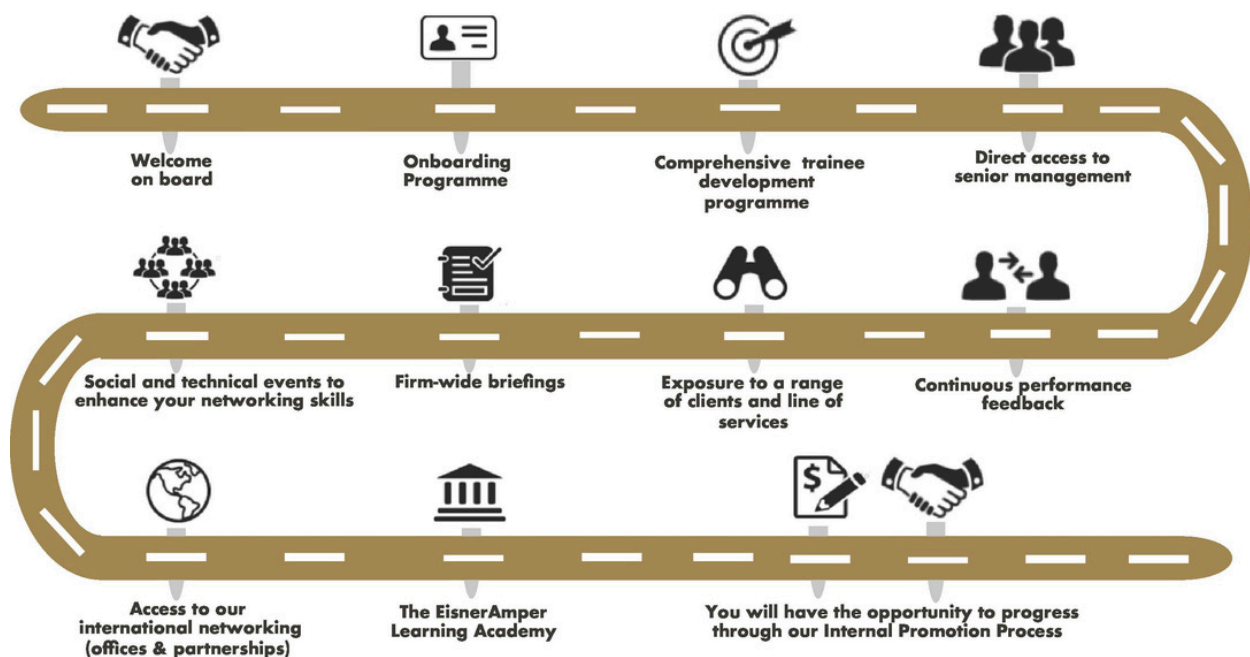 Welcome
on board
Onboarding
Programme
Comprehensive trainee
development
programme
Direct access to
senior management
Social and technical events to
enhance your networking skills
Firm-wide briefings
Exposure to a range
of clients and line of
services
Continuous performance
feedback
Access to our
international networking
(offices & partnerships)
The EisnerAmper
Learning Academy
$
You will have the opportunity to progress
through our Internal Promotion Process